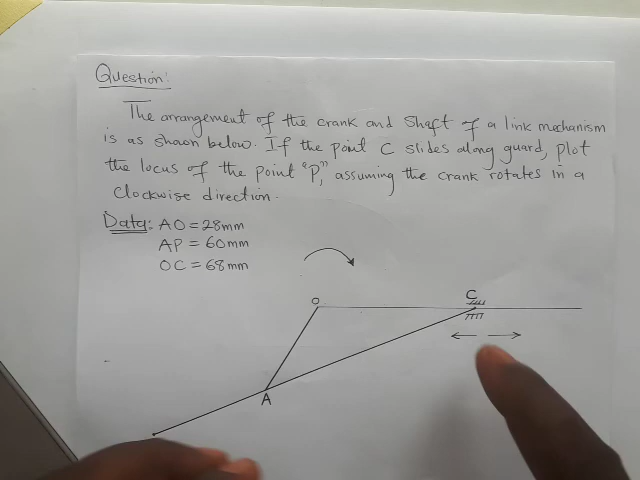 Question:
The arrangement of the crank and shaft of a link mechanism
is as shown below. If the point C slides along guard, plot
the locus of the point "P", assuming the crank rotates in a
clockwise direction.
Data: AO = 28mm
AP = 60mm
OC = 68mm
O
C
A